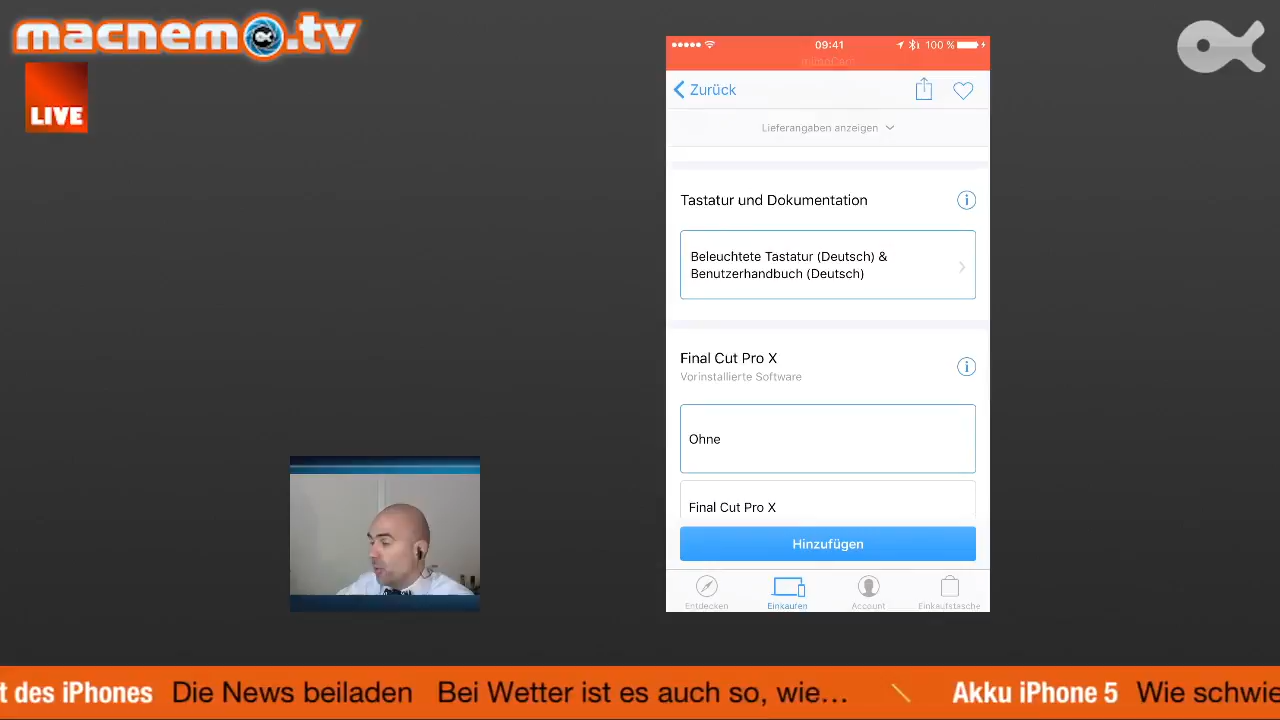 macnemo.tv
LIVE
09:41
100 %
Zurück
Lieferangaben anzeigen
Tastatur und Dokumentation
Beleuchtete Tastatur (Deutsch) &
Benutzerhandbuch (Deutsch)
Final Cut Pro X
Vorinstallierte Software
Ohne
Final Cut Pro X
Hinzufügen
Entdecken
Einkaufen
Account
Einkaufstasche
t des iPhones Die News beiladen Bei Wetter ist es auch so, wie… Akku iPhone 5 Wie schwie